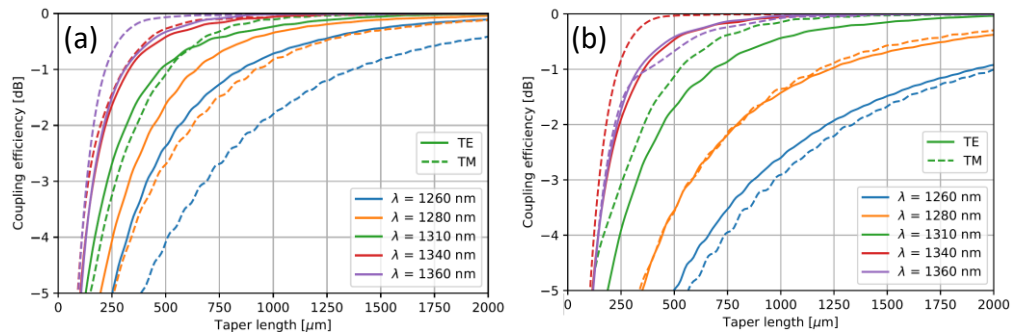 (a)
Coupling efficiency [dB]
0
−1
−2
−3
−4
−5
TE
TM
λ = 1260 nm
λ = 1280 nm
λ = 1310 nm
λ = 1340 nm
λ = 1360 nm
0 250 500 750 1000 1250 1500 1750 2000
Taper length [μm]
(b)
Coupling efficiency [dB]
0
−1
−2
−3
−4
−5
TE
TM
λ = 1260 nm
λ = 1280 nm
λ = 1310 nm
λ = 1340 nm
λ = 1360 nm
0 250 500 750 1000 1250 1500 1750 2000
Taper length [μm]